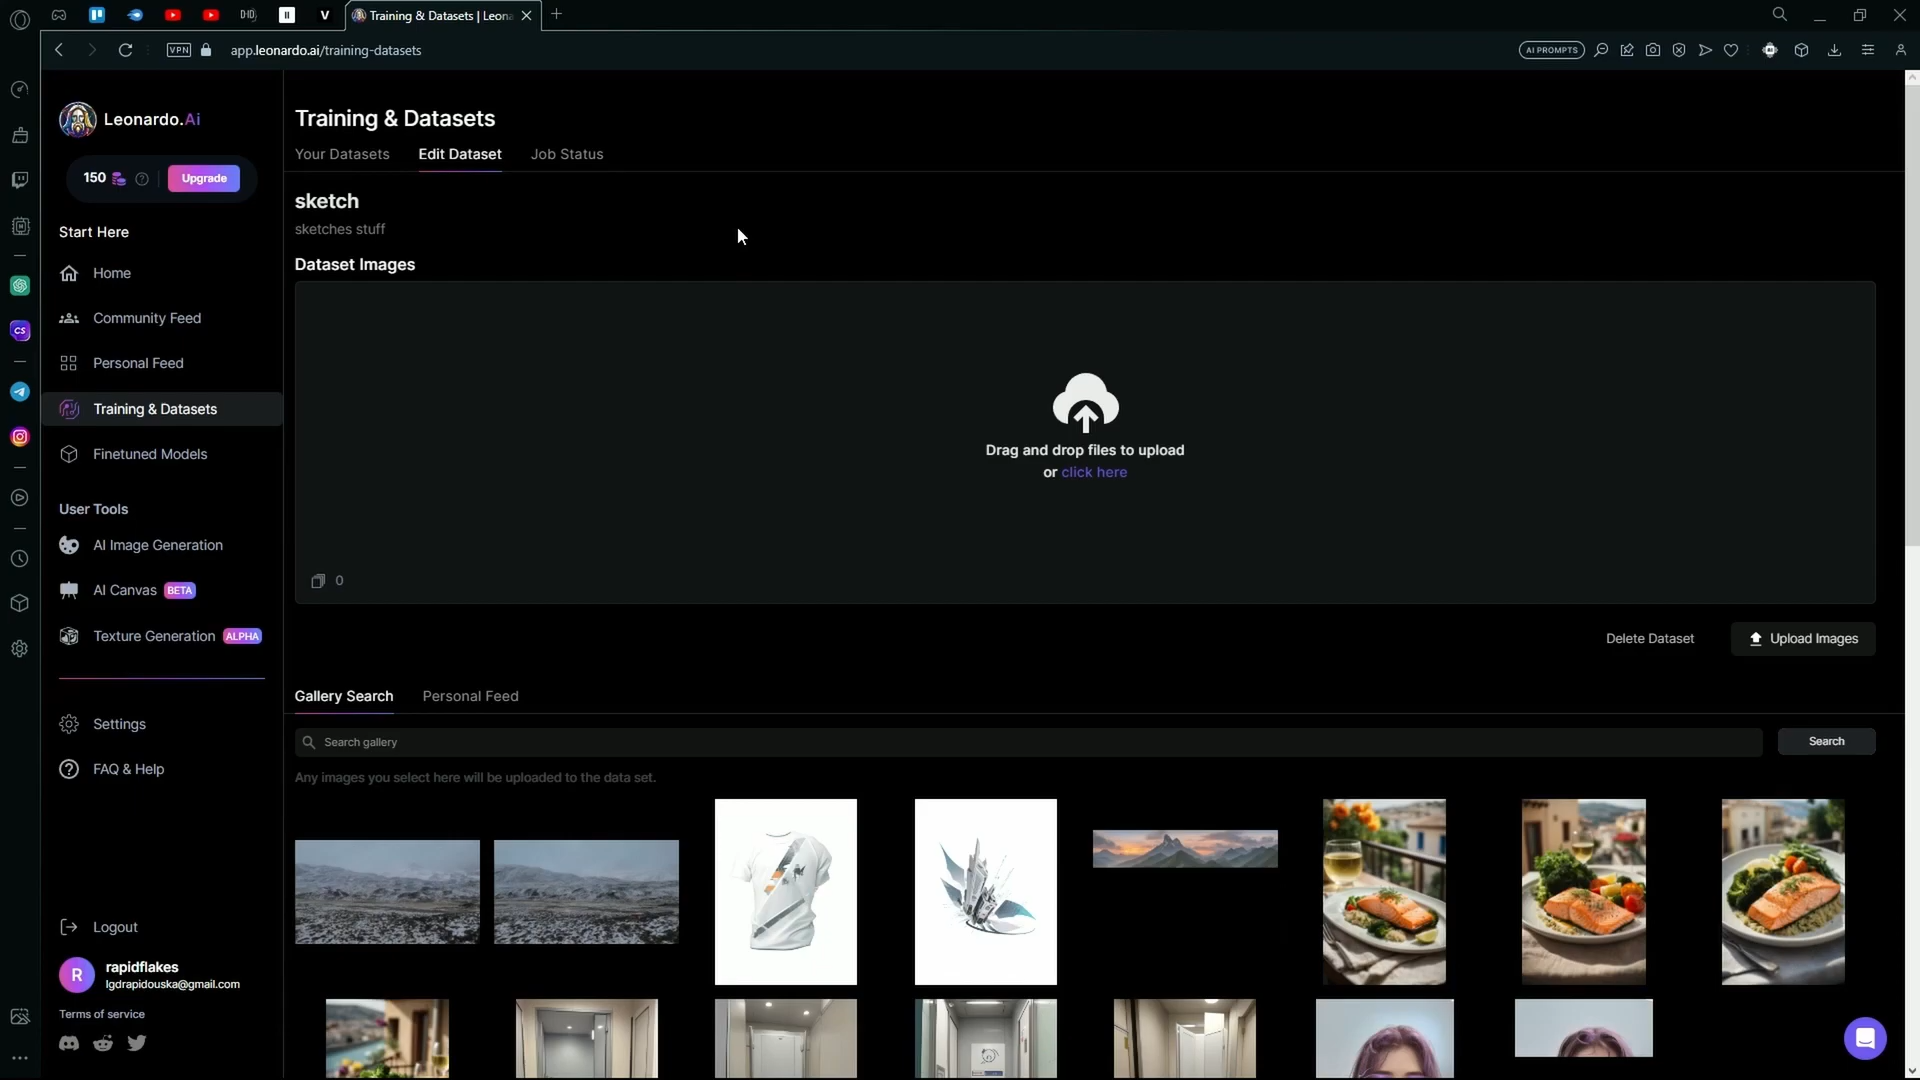 Training & Datasets | Leona
VPN
app.leonardo.ai/training-datasets
AI PROMPTS
CS
Leonardo.Ai
150
Upgrade
Start Here
Home
Community Feed
Personal Feed
Training & Datasets
Finetuned Models
User Tools
AI Image Generation
AI Canvas BETA
Texture Generation ALPHA
Settings
FAQ & Help
Logout
R
rapidflakes
lgdrapidouska@gmail.com
Terms of service
Training & Datasets
Your Datasets
Edit Dataset
Job Status
sketch
sketches stuff
Dataset Images
Drag and drop files to upload
or click here
0
Delete Dataset
Upload Images
Gallery Search
Personal Feed
Search gallery
Search
Any images you select here will be uploaded to the data set.